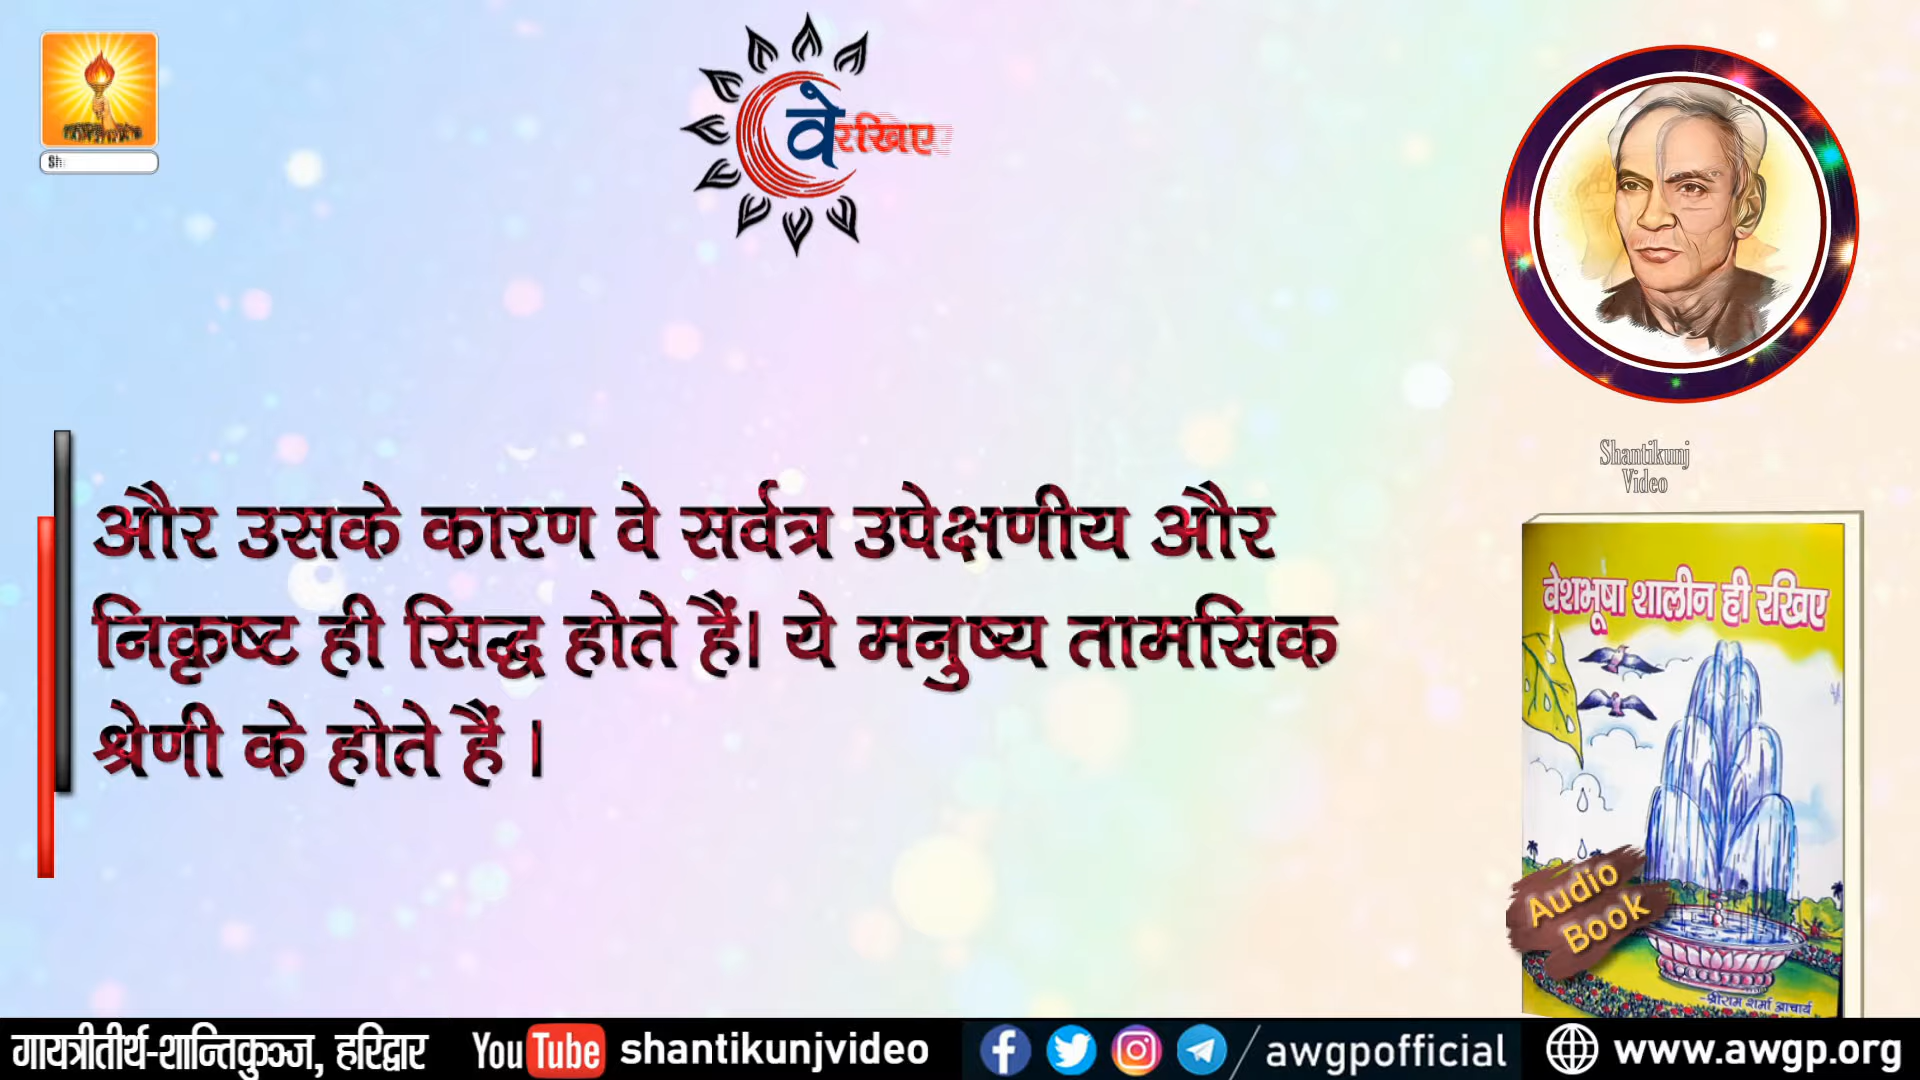 Sh
वे रखिए
और उसके कारण वे सर्वत्र उपेक्षणीय और
निकृष्ट ही सिद्ध होते हैं। ये मनुष्य तामसिक
श्रेणी के होते हैं ।
Shantikunj
Video
वेशभूषा शालीन ही रखिए
Audio
Book
-श्रीराम शर्मा आचार्य
गायत्रीतीर्थ-शान्तिकुञ्ज, हरिद्वार YouTube shantikunjvideo / awgpofficial www.awgp.org